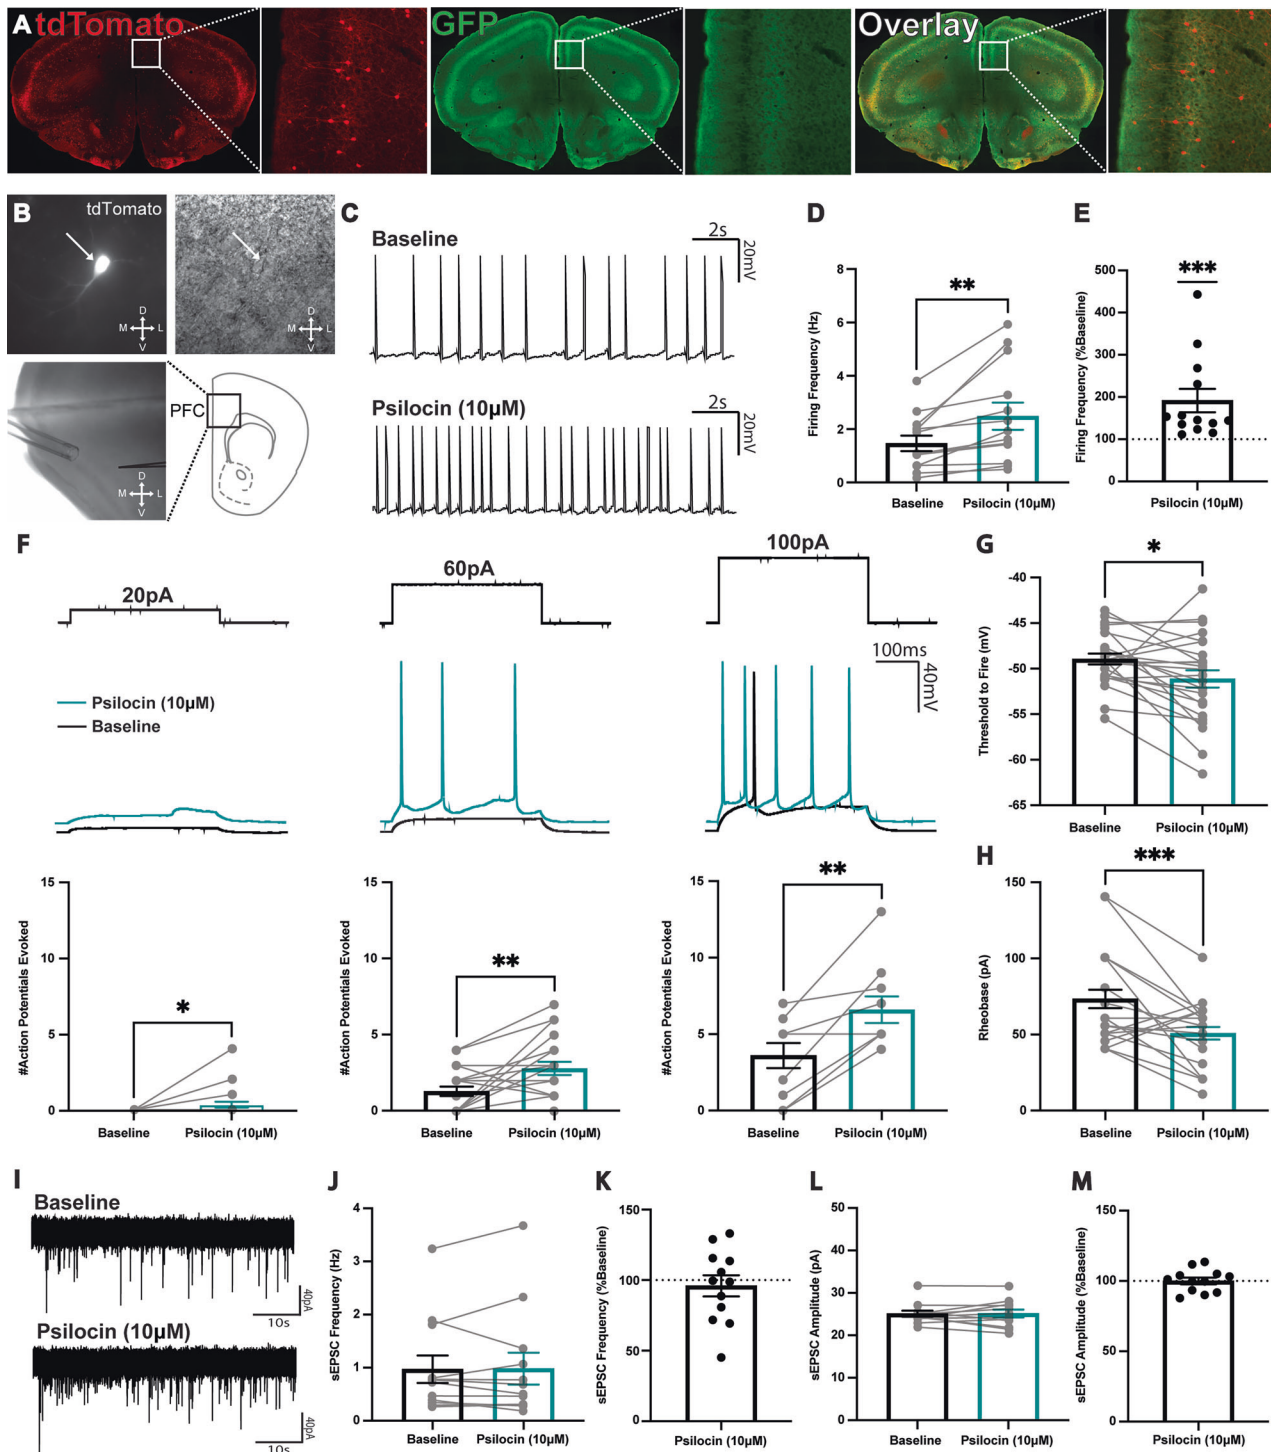 A tdTomato
GFP
Overlay
B
tdTomato
D
M L
V
D
M L
V
PFC
D
M L
V
C
Baseline
2s
20mV
Psilocin (10µM)
2s
20mV
D
Firing Frequency (Hz)
8
6
4
2
0
**
Baseline
Psilocin (10µM)
E
Firing Frequency (%Baseline)
500
400
300
200
100
0
***
Psilocin (10µM)
F
20pA
60pA
100pA
100ms
40mV
Psilocin (10µM)
Baseline
#Action Potentials Evoked
15
10
5
0
*
Baseline
Psilocin (10µM)
#Action Potentials Evoked
15
10
5
0
**
Baseline
Psilocin (10µM)
#Action Potentials Evoked
15
10
5
0
**
Baseline
Psilocin (10µM)
G
Threshold to Fire (mV)
-40
-45
-50
-55
-60
-65
*
Baseline
Psilocin (10µM)
H
Rheobase (pA)
150
100
50
0
***
Baseline
Psilocin (10µM)
I
Baseline
40pA
10s
Psilocin (10µM)
40pA
10s
J
sEPSC Frequency (Hz)
4
3
2
1
0
Baseline
Psilocin (10µM)
K
sEPSC Frequency (%Baseline)
150
100
50
0
Psilocin (10µM)
L
sEPSC Amplitude (pA)
50
40
30
20
10
0
Baseline
Psilocin (10µM)
M
sEPSC Amplitude (%Baseline)
150
100
50
0
Psilocin (10µM)